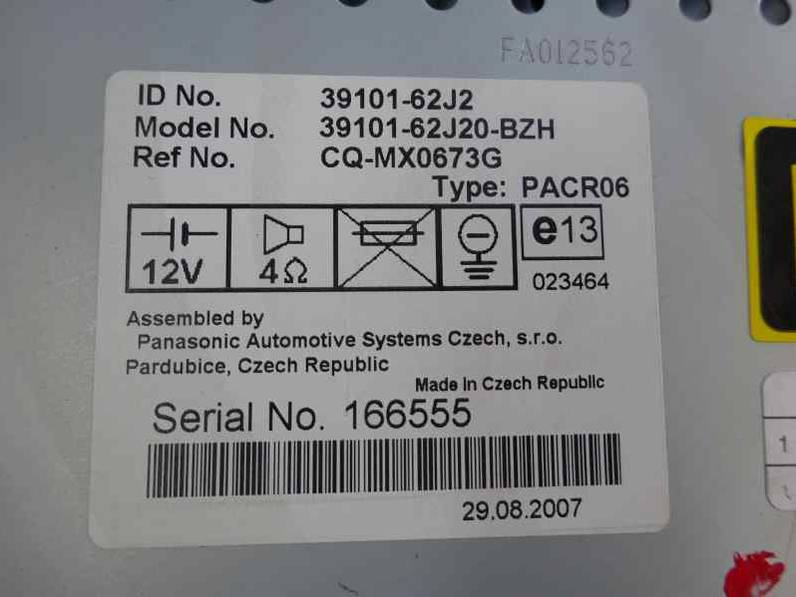 FA012562
ID No. 39101-62J2
Model No. 39101-62J20-BZH
Ref No. CQ-MX0673G
Type: PACR06
12V 4Ω e13
023464
Assembled by
Panasonic Automotive Systems Czech, s.r.o.
Pardubice, Czech Republic
Made in Czech Republic
Serial No. 166555
29.08.2007
1